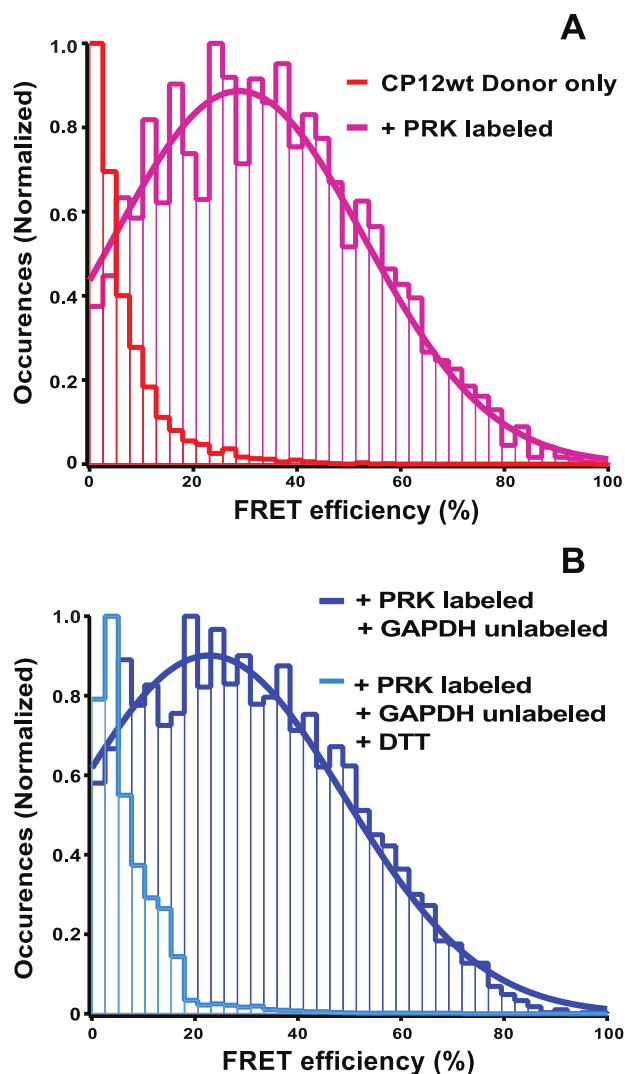 A
1.0
0.8
0.6
0.4
0.2
0
Occurences (Normalized)
CP12wt Donor only
+ PRK labeled
0 20 40 60 80 100
FRET efficiency (%)
B
1.0
0.8
0.6
0.4
0.2
0
Occurences (Normalized)
+ PRK labeled
+ GAPDH unlabeled
+ PRK labeled
+ GAPDH unlabeled
+ DTT
0 20 40 60 80 100
FRET efficiency (%)